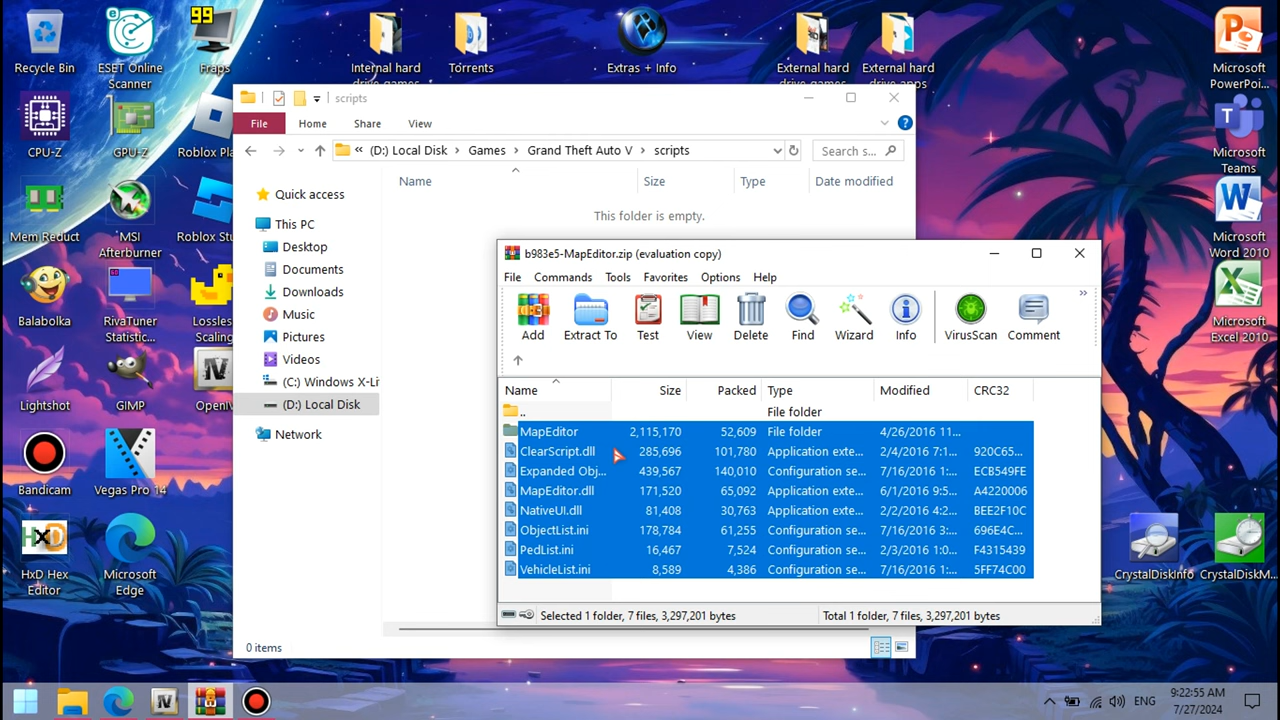 99
Recycle Bin
ESET Online
Scanner
Fraps
Internal hard
drive games
Torrents
Extras + Info
External hard
drive games
External hard
drive apps
Microsoft
PowerPoi...
CPU-Z
GPU-Z
Roblox Pla
Microsoft
Teams
Mem Reduct
MSI
Afterburner
Roblox Stu
Microsoft
Word 2010
Balabolka
RivaTuner
Statistic...
Lossles
Scaling
Microsoft
Excel 2010
Lightshot
GIMP
OpenIV
Bandicam
Vegas Pro 14
HxD
HxD Hex
Editor
Microsoft
Edge
CrystalDiskInfo
CrystalDiskM...
scripts
File
Home
Share
View
« (D:) Local Disk > Games > Grand Theft Auto V > scripts
Search s...
Name
Size
Type
Date modified
This folder is empty.
Quick access
This PC
Desktop
Documents
Downloads
Music
Pictures
Videos
(C:) Windows X-Li
(D:) Local Disk
Network
0 items
b983e5-MapEditor.zip (evaluation copy)
File Commands Tools Favorites Options Help
Add Extract To Test View Delete Find Wizard Info VirusScan Comment
Name Size Packed Type Modified CRC32
.. File folder
MapEditor 2,115,170 52,609 File folder 4/26/2016 11...
ClearScript.dll 285,696 101,780 Application exte... 2/4/2016 7:1... 920C65...
Expanded Obj... 439,567 140,010 Configuration se... 7/16/2016 1:... ECB549FE
MapEditor.dll 171,520 65,092 Application exte... 6/1/2016 9:5... A4220006
NativeUI.dll 81,408 30,763 Application exte... 2/2/2016 4:2... BEE2F10C
ObjectList.ini 178,784 61,255 Configuration se... 7/16/2016 3:... 696E4C...
PedList.ini 16,467 7,524 Configuration se... 2/3/2016 1:0... F4315439
VehicleList.ini 8,589 4,386 Configuration se... 7/16/2016 1:... 5FF74C00
Selected 1 folder, 7 files, 3,297,201 bytes
Total 1 folder, 7 files, 3,297,201 bytes
ENG
9:22:55 AM
7/27/2024